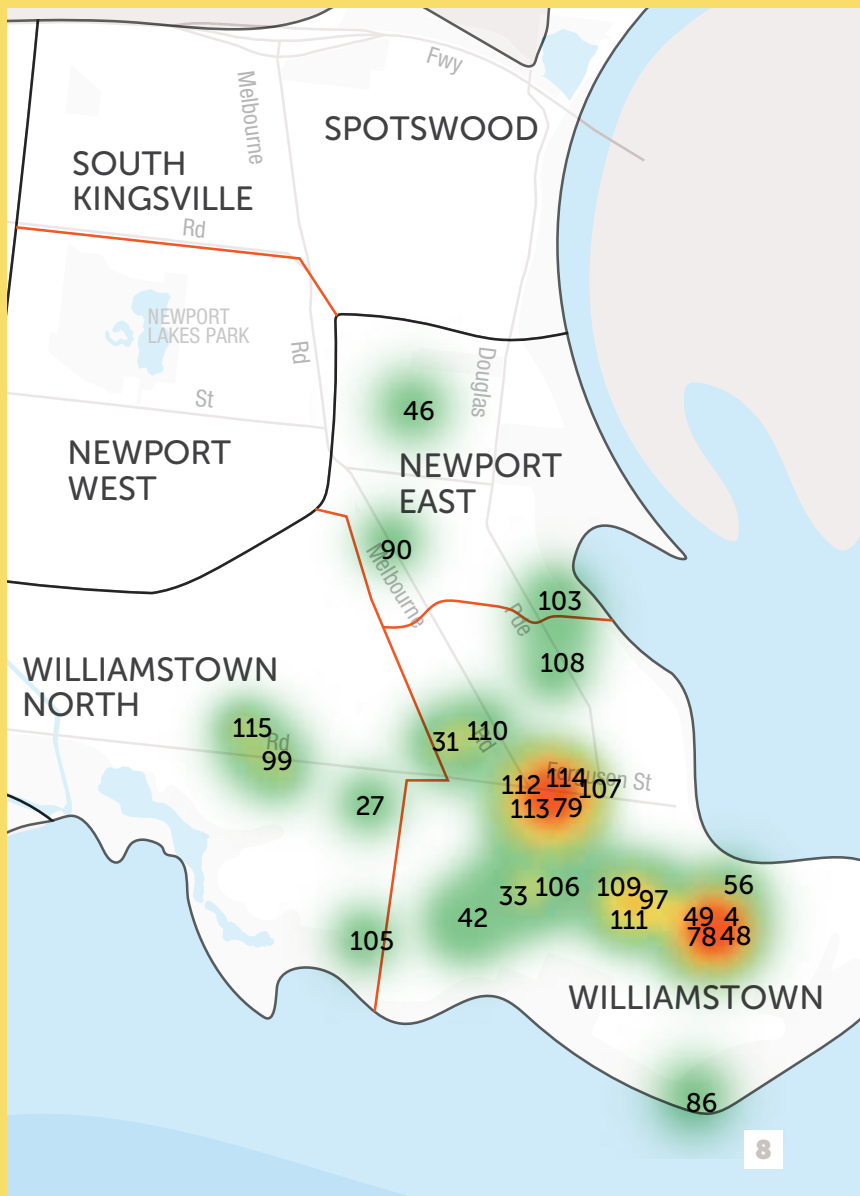 Fwy
Melbourne
SPOTSWOOD
SOUTH
KINGSVILLE
Rd
NEWPORT
LAKES PARK
Rd
Douglas
St
46
NEWPORT
WEST
NEWPORT
EAST
90
Melbourne
103
Pde
108
WILLIAMSTOWN
NORTH
115
Rd
99
31
110
Rd
27
112
114
107
Ferguson St
113
79
33
106
109
97
56
42
111
49
4
78
48
105
WILLIAMSTOWN
86
8